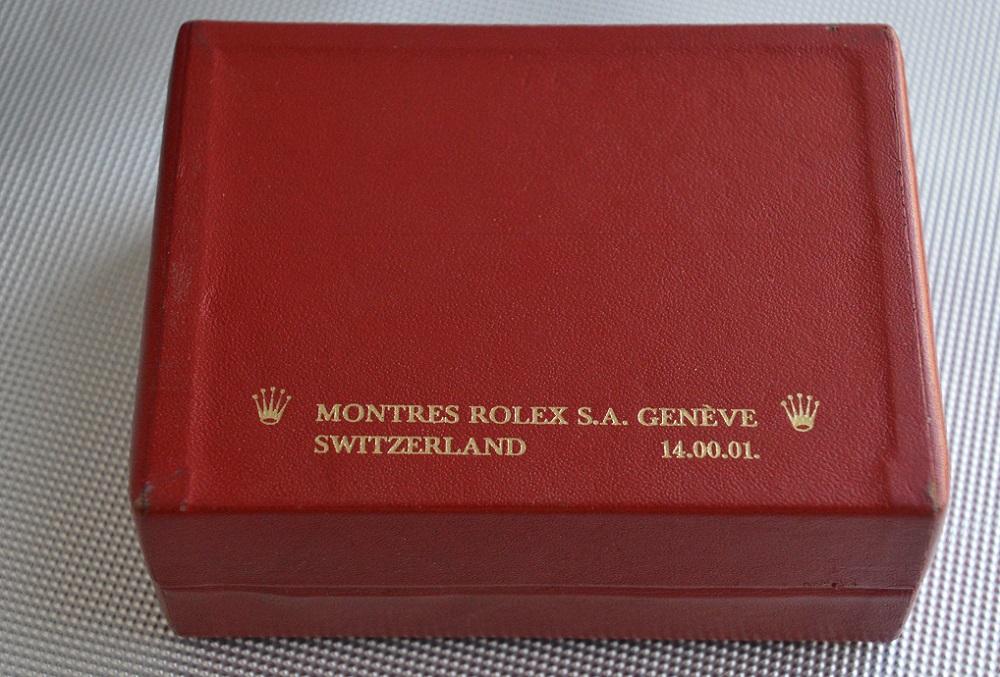 MONTRES ROLEX S.A. GENÈVE
SWITZERLAND 14.00.01.